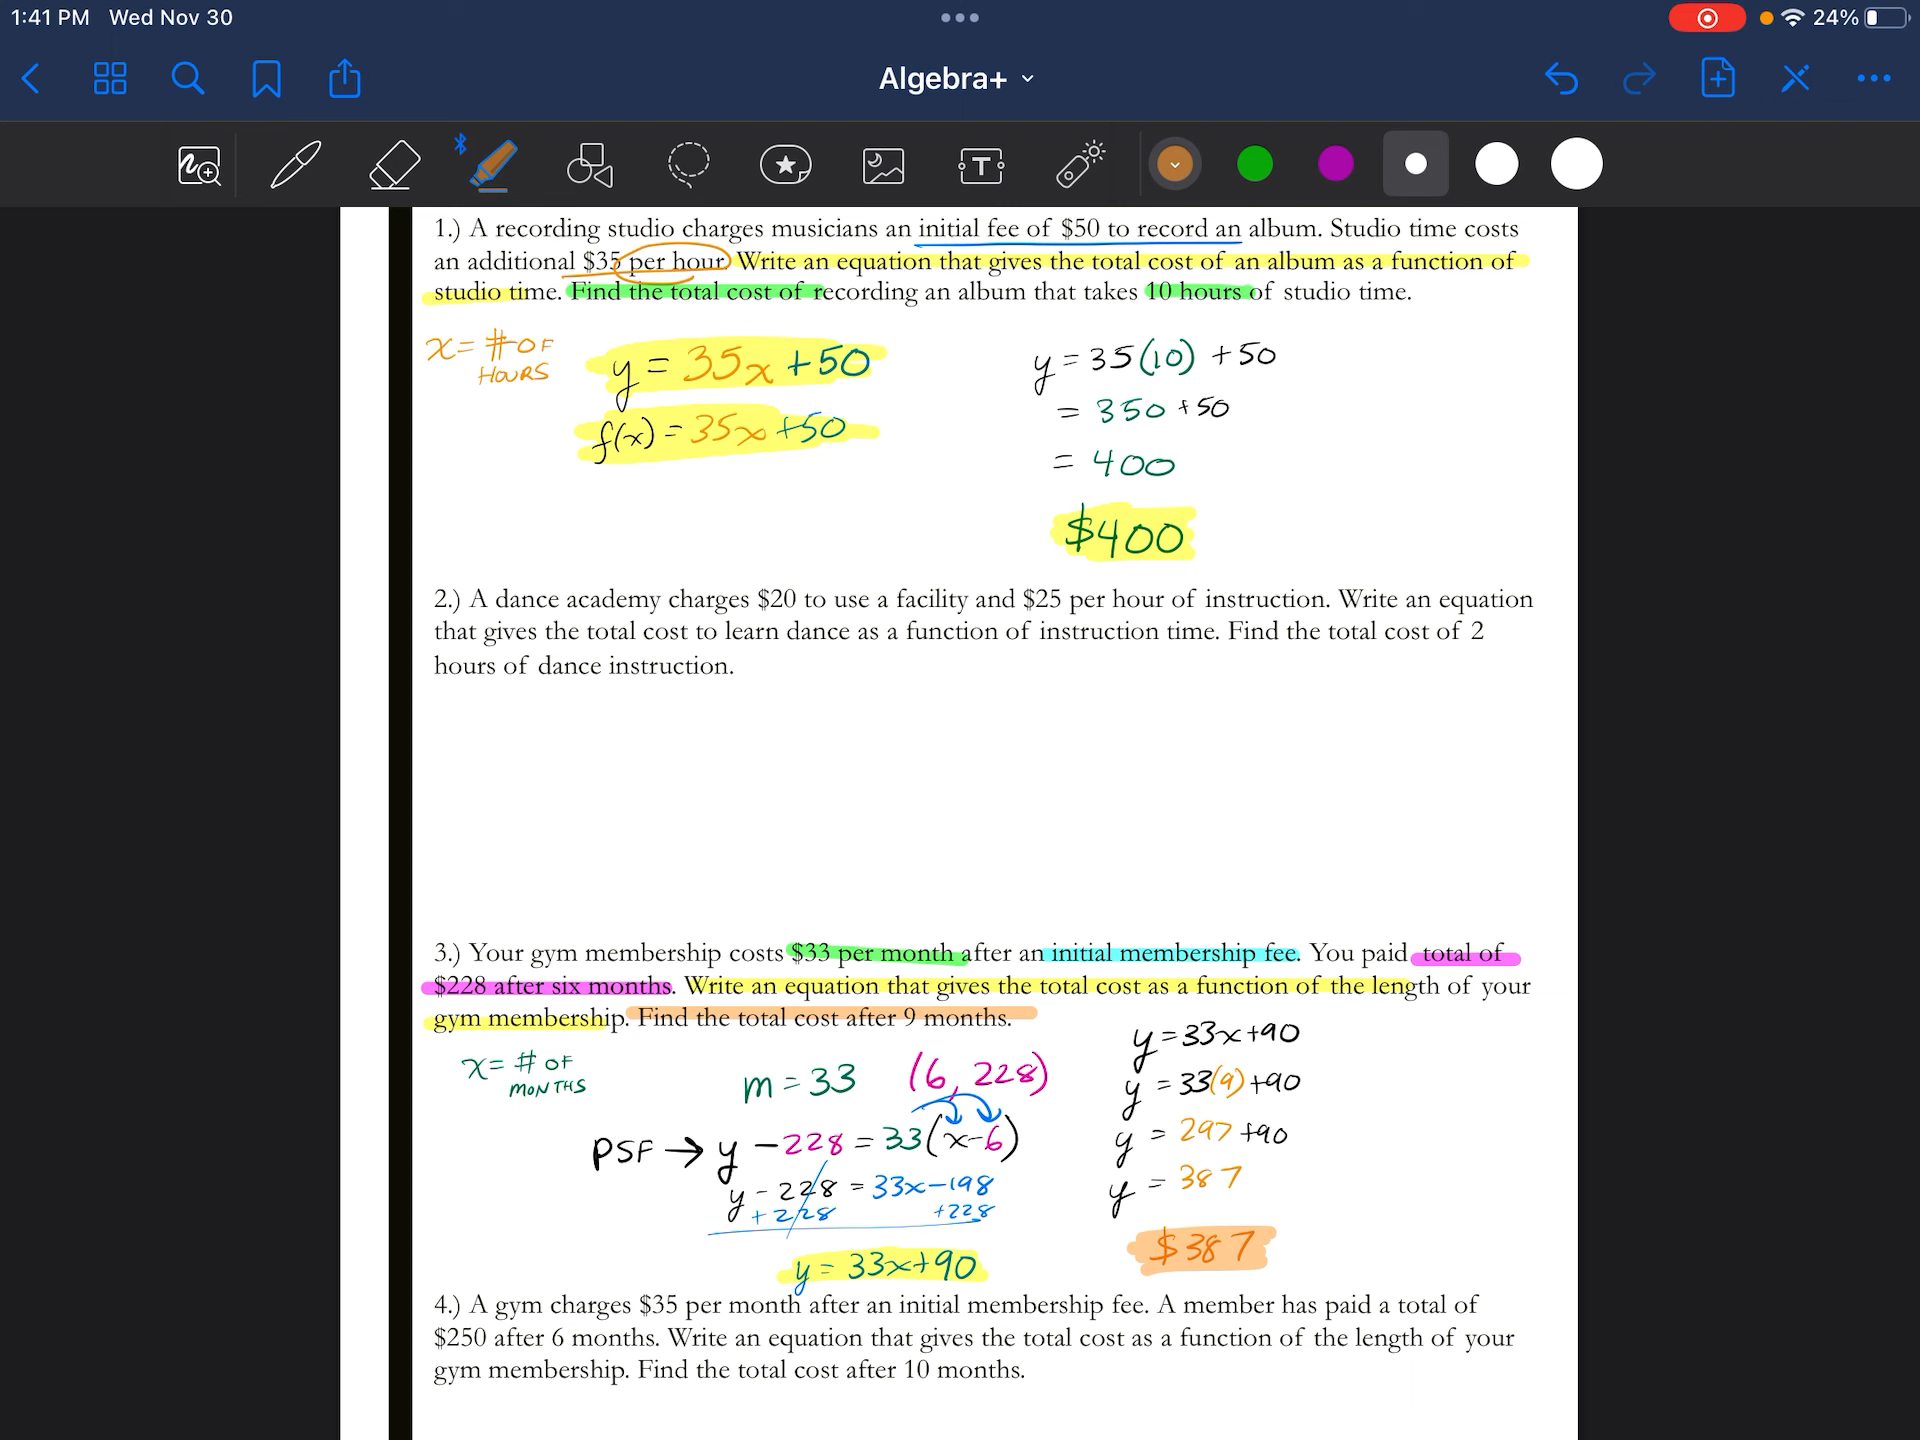 1:41 PM Wed Nov 30
24%
Algebra+
1.) A recording studio charges musicians an initial fee of $50 to record an album. Studio time costs
an additional $35 per hour. Write an equation that gives the total cost of an album as a function of
studio time. Find the total cost of recording an album that takes 10 hours of studio time.
x = # OF
HOURS
y = 35x + 50
f(x) = 35x + 50
y = 35(10) + 50
= 350 + 50
= 400
$400
2.) A dance academy charges $20 to use a facility and $25 per hour of instruction. Write an equation
that gives the total cost to learn dance as a function of instruction time. Find the total cost of 2
hours of dance instruction.
3.) Your gym membership costs $33 per month after an initial membership fee. You paid total of
$228 after six months. Write an equation that gives the total cost as a function of the length of your
gym membership. Find the total cost after 9 months.
x = # OF
MONTHS
m = 33 (6, 228)
PSF → y - 228 = 33(x-6)
y - 228 = 33x - 198
+ 228 +228
y = 33x+90
y = 33x+90
y = 33(9)+90
y = 297 +90
y = 387
$387
4.) A gym charges $35 per month after an initial membership fee. A member has paid a total of
$250 after 6 months. Write an equation that gives the total cost as a function of the length of your
gym membership. Find the total cost after 10 months.